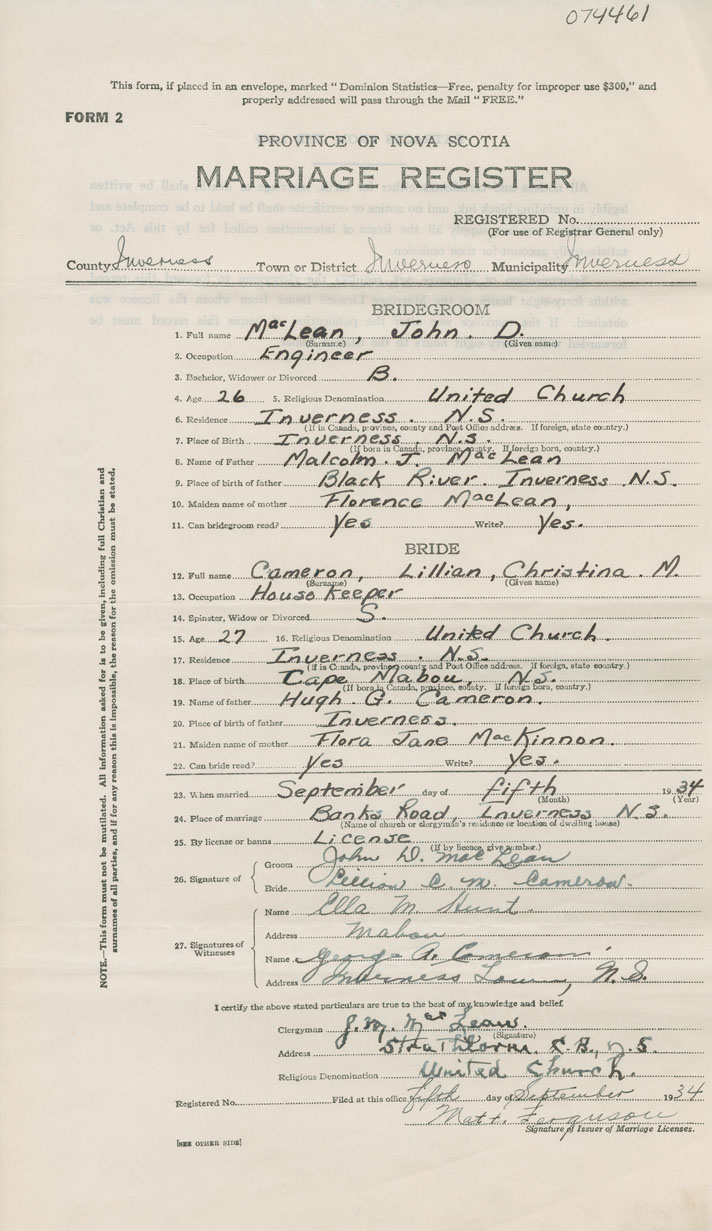 074461
This form, if placed in an envelope, marked "Dominion Statistics—Free, penalty for improper use $300," and
properly addressed will pass through the Mail "FREE."
FORM 2
PROVINCE OF NOVA SCOTIA
MARRIAGE REGISTER
REGISTERED No.
(For use of Registrar General only)
County Inverness Town or District Inverness Municipality Inverness
BRIDEGROOM
1. Full name MacLean, John. D.
(Surname) (Given name)
2. Occupation Engineer
3. Bachelor, Widower or Divorced B.
4. Age 26 5. Religious Denomination United Church
6. Residence Inverness. N.S.
(If in Canada, province, county and Post Office address. If foreign, state country.)
7. Place of Birth Inverness. N.S.
(If born in Canada, province, county. If foreign born, country.)
8. Name of Father Malcolm. J. MacLean
9. Place of birth of father Black River. Inverness N.S.
10. Maiden name of mother Florence MacLean,
11. Can bridegroom read? Yes Write? Yes.
BRIDE
12. Full name Cameron, Lillian, Christina. M.
(Surname) (Given name)
13. Occupation House Keeper
14. Spinster, Widow or Divorced S.
15. Age 27 16. Religious Denomination United Church.
17. Residence Inverness. N.S.
(If in Canada, province, county and Post Office address. If foreign, state country.)
18. Place of birth Cape Mabou, N.S.
(If born in Canada, province, county. If foreign born, country.)
19. Name of father Hugh G. Cameron.
20. Place of birth of father Inverness.
21. Maiden name of mother Flora Jane MacKinnon.
22. Can bride read? Yes Write? Yes.
23. When married September day of fifth 1934
(Month) (Year)
24. Place of marriage Banks Road, Inverness N.S.
(Name of church or clergyman's residence or location of dwelling house)
25. By license or banns License
(If by licence, give number.)
26. Signature of
Groom John D. MacLean
Bride Lillian C. M. Cameron.
27. Signatures of Witnesses
Name Ella M Hunt.
Address Mabou
Name George A. Cameron
Address Inverness Town, N.S.
I certify the above stated particulars are true to the best of my knowledge and belief.
Clergyman J. M. MacLean.
(Signature)
Address Strathlorne, C.B., N.S.
Religious Denomination United Church.
Registered No. Filed at this office fifth day of September 1934
Matt. Ferguson
Signature of Issuer of Marriage Licenses.
[SEE OTHER SIDE]
NOTE.—This form must not be mutilated. All information asked for is to be given, including full Christian and
surnames of all parties, and if for any reason this is impossible, the reason for the omission must be stated.